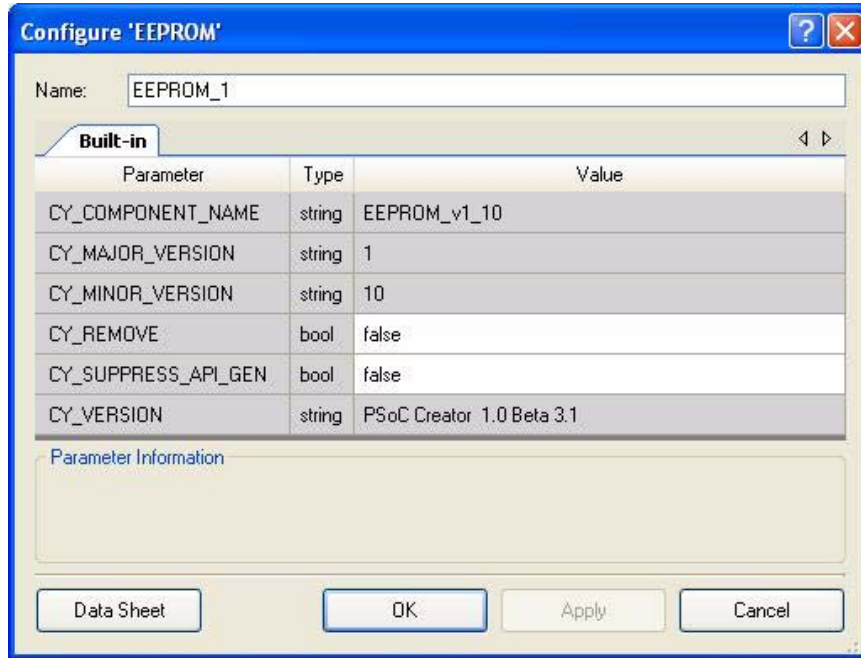 Configure 'EEPROM'
Name: EEPROM_1
Built-in
Parameter Type Value
CY_COMPONENT_NAME string EEPROM_v1_10
CY_MAJOR_VERSION string 1
CY_MINOR_VERSION string 10
CY_REMOVE bool false
CY_SUPPRESS_API_GEN bool false
CY_VERSION string PSoC Creator 1.0 Beta 3.1
Parameter Information
Data Sheet OK Apply Cancel